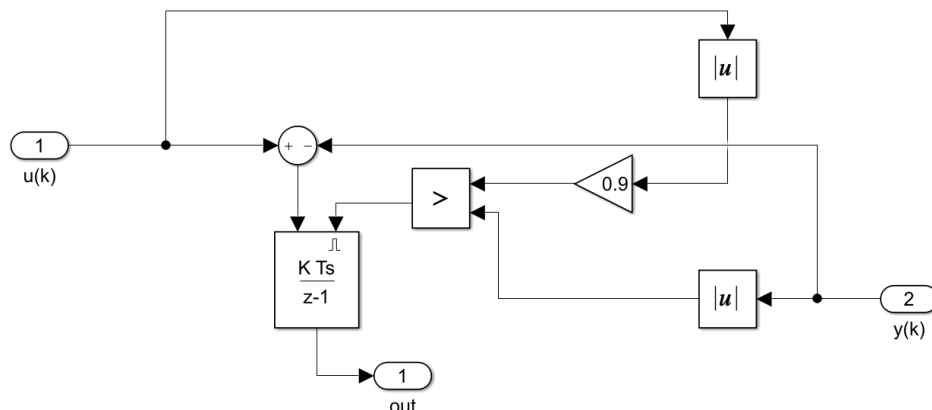 |u|
1
u(k)
+ −
0.9
>
K Ts
z-1
|u|
2
y(k)
1
out